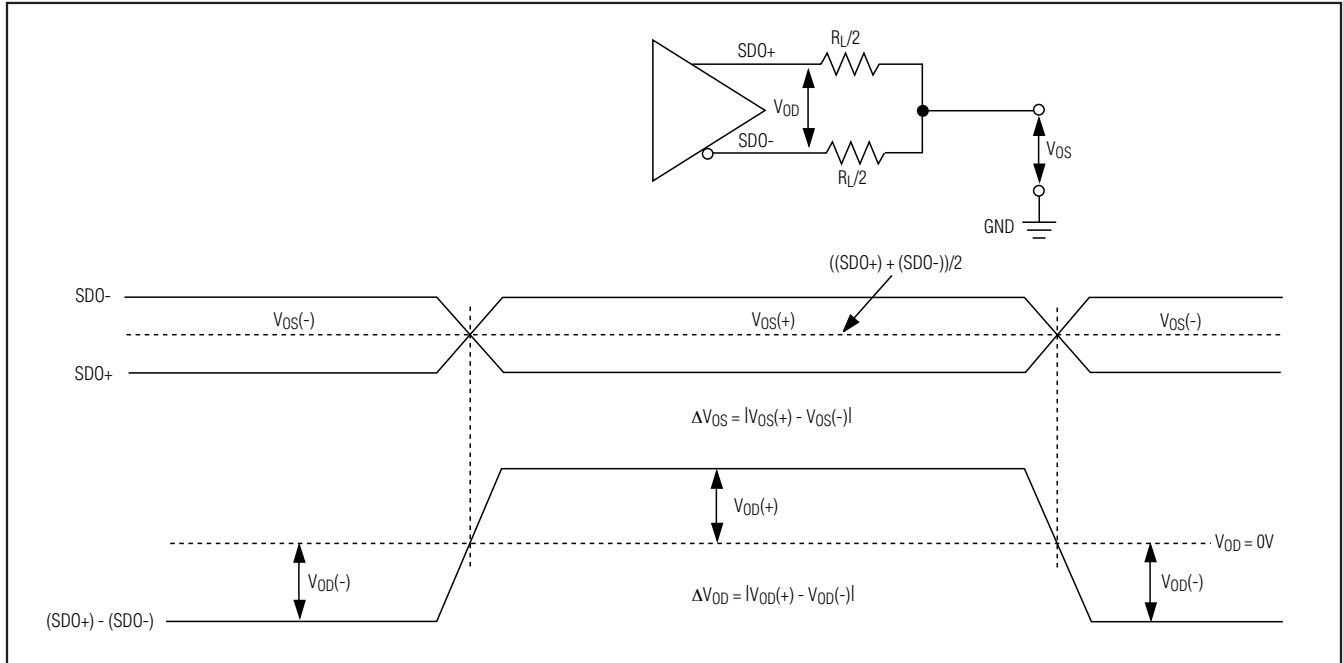 SDO+
R_L/2
V_OD
SDO-
R_L/2
V_OS
GND
((SDO+) + (SDO-))/2
SDO-
V_OS(-)
V_OS(+)
V_OS(-)
SDO+
ΔV_OS = |V_OS(+) - V_OS(-)|
V_OD(+)
V_OD = 0V
V_OD(-)
V_OD(-)
ΔV_OD = |V_OD(+) - V_OD(-)|
(SDO+) - (SDO-)